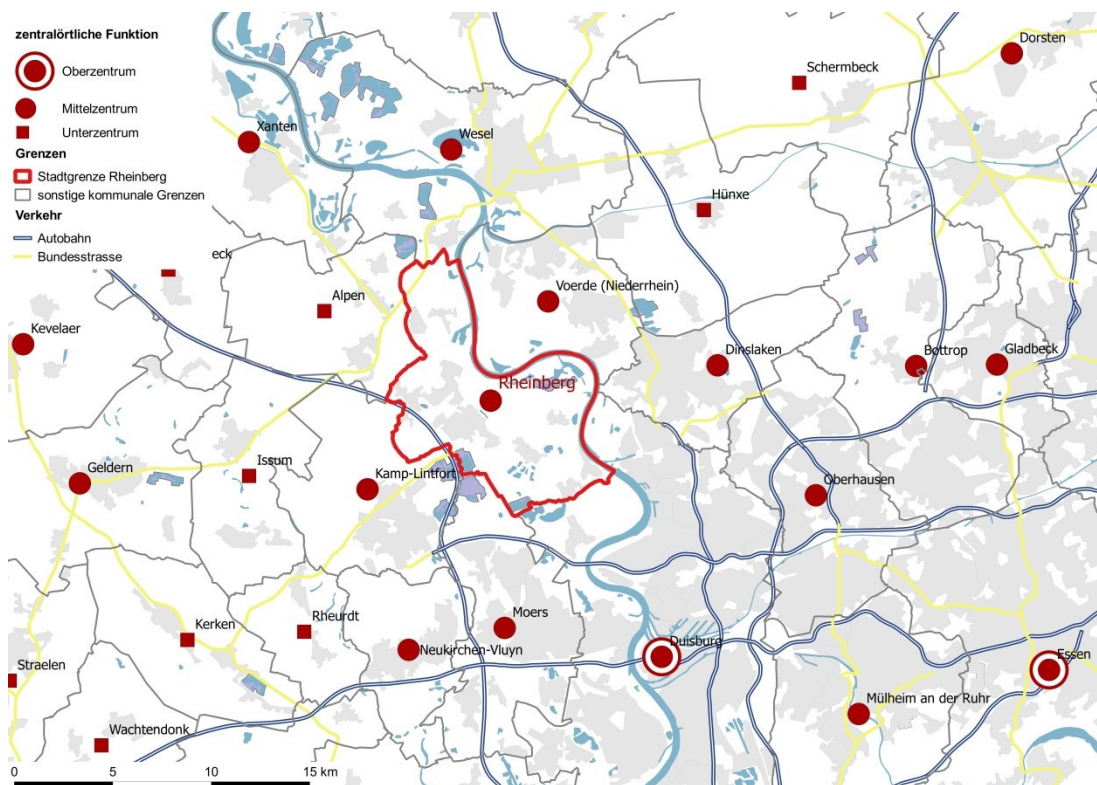 zentralörtliche Funktion
Oberzentrum
Mittelzentrum
Unterzentrum
Grenzen
Stadtgrenze Rheinberg
sonstige kommunale Grenzen
Verkehr
Autobahn
Bundesstrasse
Dorsten
Schermbeck
Xanten
Wesel
Hünxe
eck
Voerde (Niederrhein)
Alpen
Kevelaer
Dinslaken
Bottrop
Gladbeck
Rheinberg
Geldern
Issum
Kamp-Lintfort
Oberhausen
Kerken
Rheurdt
Moers
Neukirchen-Vluyn
Duisburg
Essen
Straelen
Mülheim an der Ruhr
Wachtendonk
0 5 10 15 km